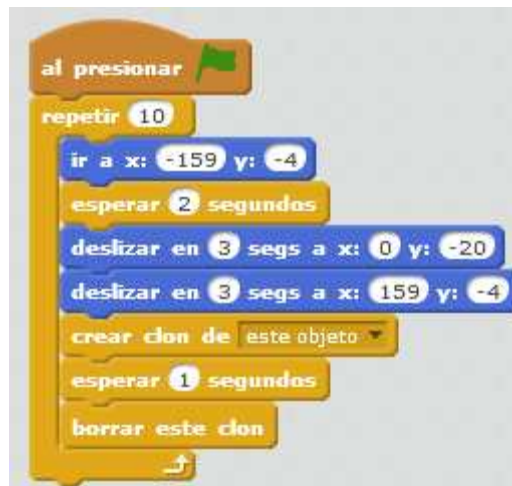 al presionar
repetir 10
ir a x: -159 y: -4
esperar 2 segundos
deslizar en 3 segs a x: 0 y: -20
deslizar en 3 segs a x: 159 y: -4
crear clon de este objeto
esperar 1 segundos
borrar este clon